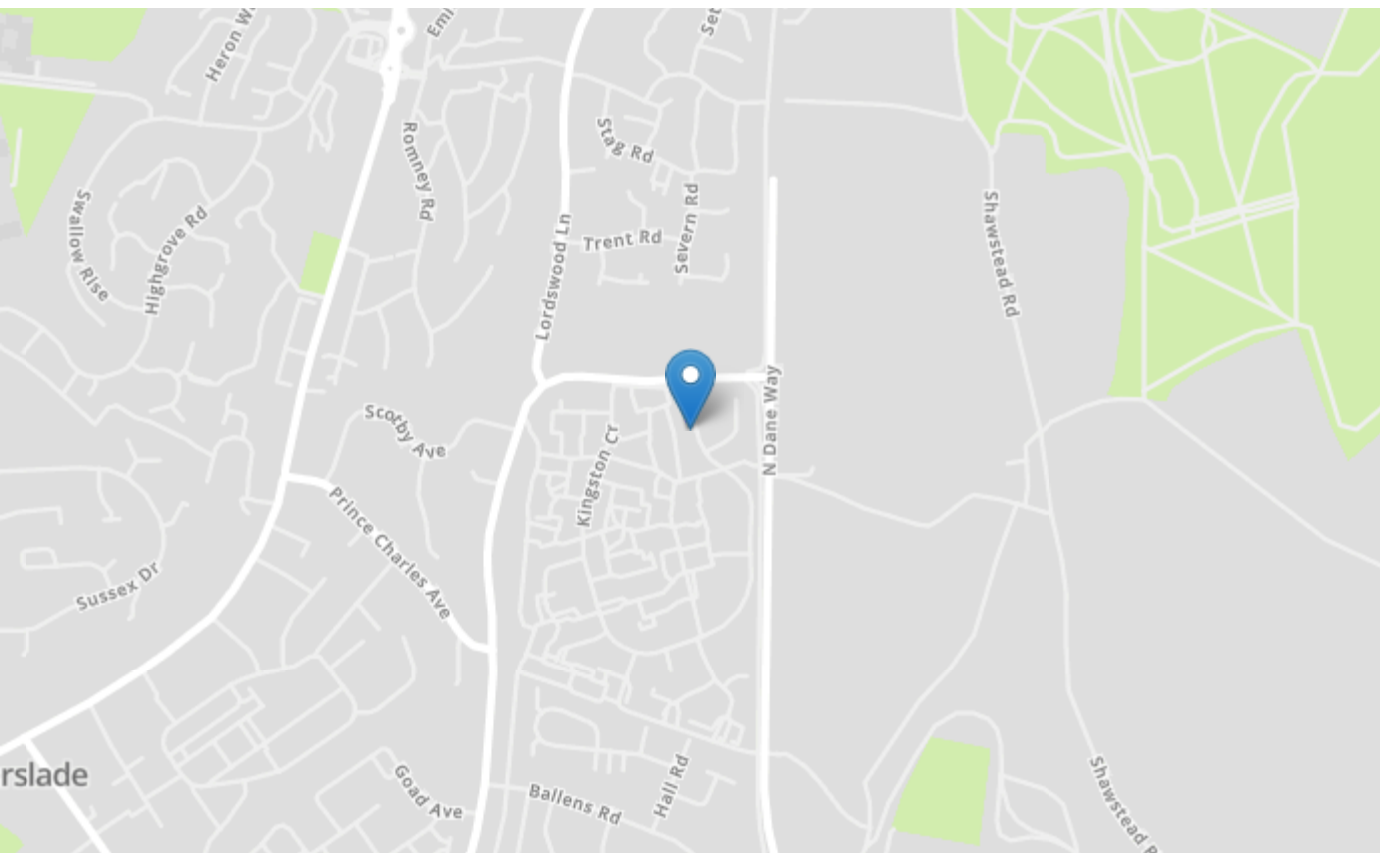 Heron W
Emi
Set
Stag Rd
Romney Rd
Swallow Rise
Highgrove Rd
Severn Rd
Trent Rd
Lordswood Ln
Shawstead Rd
N Dane Way
Scotby Ave
Kingston Cr
Prince Charles Ave
Sussex Dr
rslade
Goad Ave
Ballens Rd
Hall Rd
Shawstead R